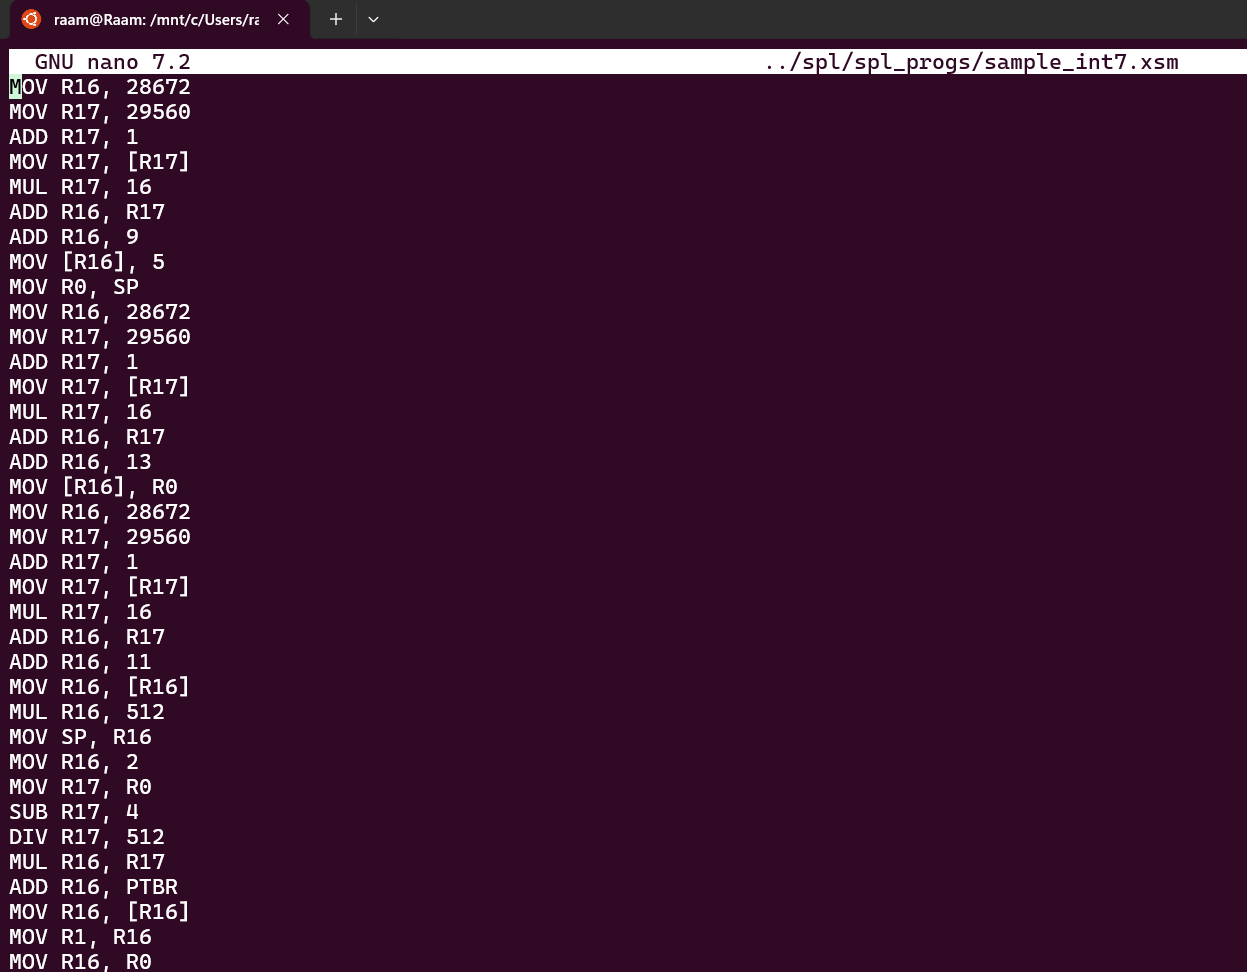 raam@Raam: /mnt/c/Users/ra
GNU nano 7.2 ../spl/spl_progs/sample_int7.xsm
MOV R16, 28672
MOV R17, 29560
ADD R17, 1
MOV R17, [R17]
MUL R17, 16
ADD R16, R17
ADD R16, 9
MOV [R16], 5
MOV R0, SP
MOV R16, 28672
MOV R17, 29560
ADD R17, 1
MOV R17, [R17]
MUL R17, 16
ADD R16, R17
ADD R16, 13
MOV [R16], R0
MOV R16, 28672
MOV R17, 29560
ADD R17, 1
MOV R17, [R17]
MUL R17, 16
ADD R16, R17
ADD R16, 11
MOV R16, [R16]
MUL R16, 512
MOV SP, R16
MOV R16, 2
MOV R17, R0
SUB R17, 4
DIV R17, 512
MUL R16, R17
ADD R16, PTBR
MOV R16, [R16]
MOV R1, R16
MOV R16, R0